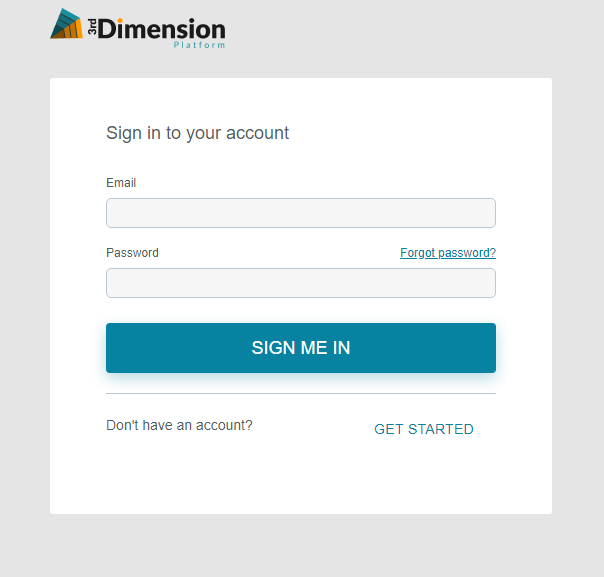 3rd Dimension
Platform
Sign in to your account
Email
Password Forgot password?
SIGN ME IN
Don't have an account? GET STARTED